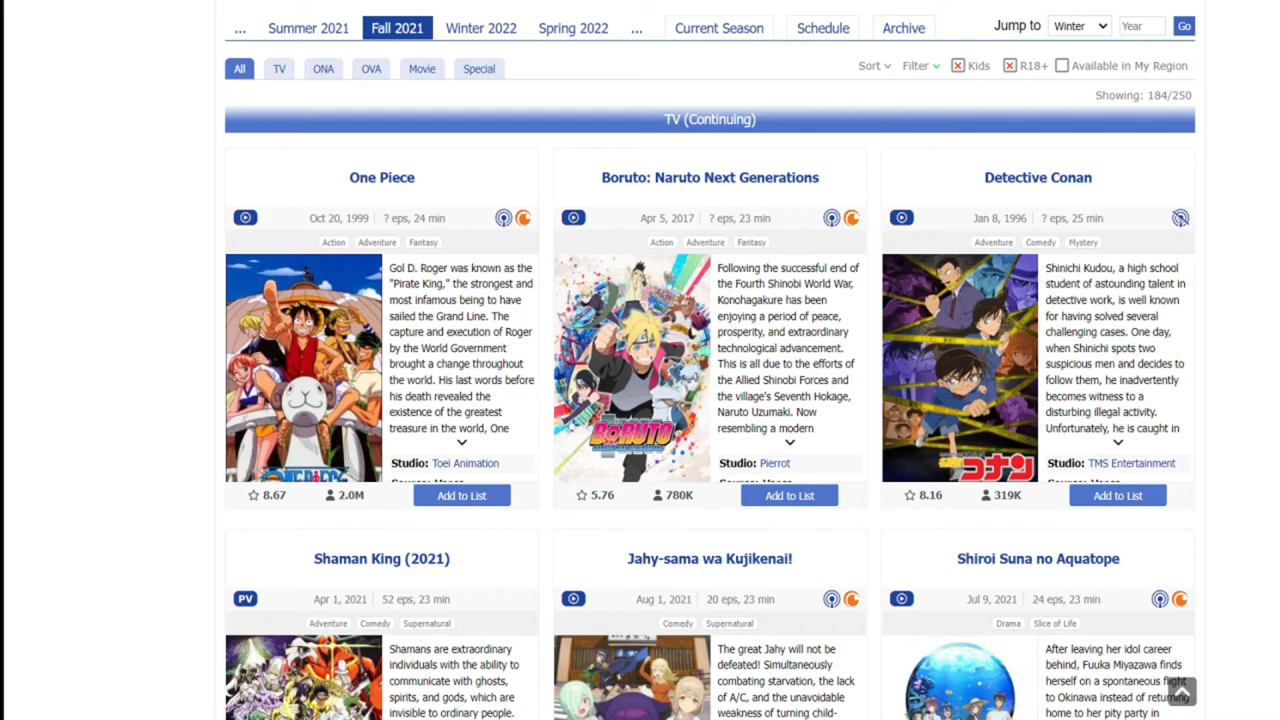 ... Summer 2021 Fall 2021 Winter 2022 Spring 2022 ... Current Season Schedule Archive Jump to Winter Year Go
All TV ONA OVA Movie Special Sort Filter Kids R18+ Available in My Region
Showing: 184/250
TV (Continuing)
One Piece
Oct 20, 1999 ? eps, 24 min
Action Adventure Fantasy
Gol D. Roger was known as the
"Pirate King," the strongest and
most infamous being to have
sailed the Grand Line. The
capture and execution of Roger
by the World Government
brought a change throughout
the world. His last words before
his death revealed the
existence of the greatest
treasure in the world, One
Studio: Toei Animation
8.67 2.0M Add to List
Boruto: Naruto Next Generations
Apr 5, 2017 ? eps, 23 min
Action Adventure Fantasy
Following the successful end of
the Fourth Shinobi World War,
Konohagakure has been
enjoying a period of peace,
prosperity, and extraordinary
technological advancement.
This is all due to the efforts of
the Allied Shinobi Forces and
the village's Seventh Hokage,
Naruto Uzumaki. Now
resembling a modern
BORUTO
Studio: Pierrot
5.76 780K Add to List
Detective Conan
Jan 8, 1996 ? eps, 25 min
Adventure Comedy Mystery
Shinichi Kudou, a high school
student of astounding talent in
detective work, is well known
for having solved several
challenging cases. One day,
when Shinichi spots two
suspicious men and decides to
follow them, he inadvertently
becomes witness to a
disturbing illegal activity.
Unfortunately, he is caught in
コナン
Studio: TMS Entertainment
8.16 319K Add to List
Shaman King (2021)
PV Apr 1, 2021 52 eps, 23 min
Adventure Comedy Supernatural
Shamans are extraordinary
individuals with the ability to
communicate with ghosts,
spirits, and gods, which are
invisible to ordinary people.
Jahy-sama wa Kujikenai!
Aug 1, 2021 20 eps, 23 min
Comedy Supernatural
The great Jahy will not be
defeated! Simultaneously
combating starvation, the lack
of A/C, and the unavoidable
weakness of turning child-
Shiroi Suna no Aquatope
Jul 9, 2021 24 eps, 23 min
Drama Slice of Life
After leaving her idol career
behind, Fuuka Miyazawa finds
herself on a spontaneous flight
to Okinawa instead of returning
home to her pity party in